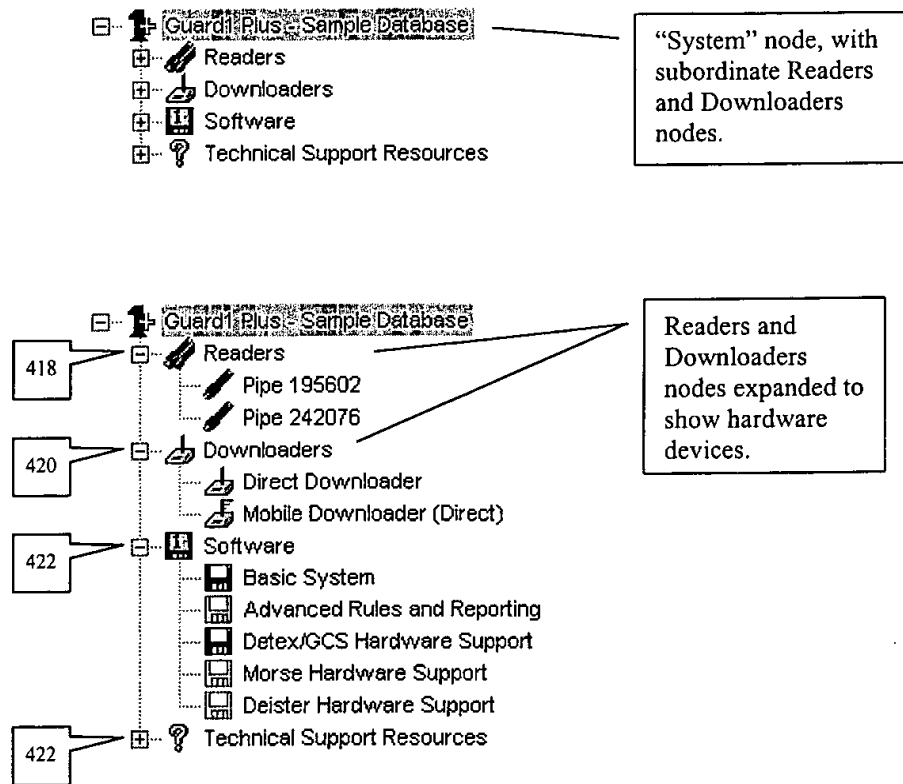 Guard1 Plus - Sample Database
Readers
Downloaders
Software
Technical Support Resources
“System” node, with
subordinate Readers
and Downloaders
nodes.
Guard1 Plus - Sample Database
418
Readers
Pipe 195602
Pipe 242076
420
Downloaders
Direct Downloader
Mobile Downloader (Direct)
422
Software
Basic System
Advanced Rules and Reporting
Detex/GCS Hardware Support
Morse Hardware Support
Deister Hardware Support
422
Technical Support Resources
Readers and
Downloaders
nodes expanded to
show hardware
devices.